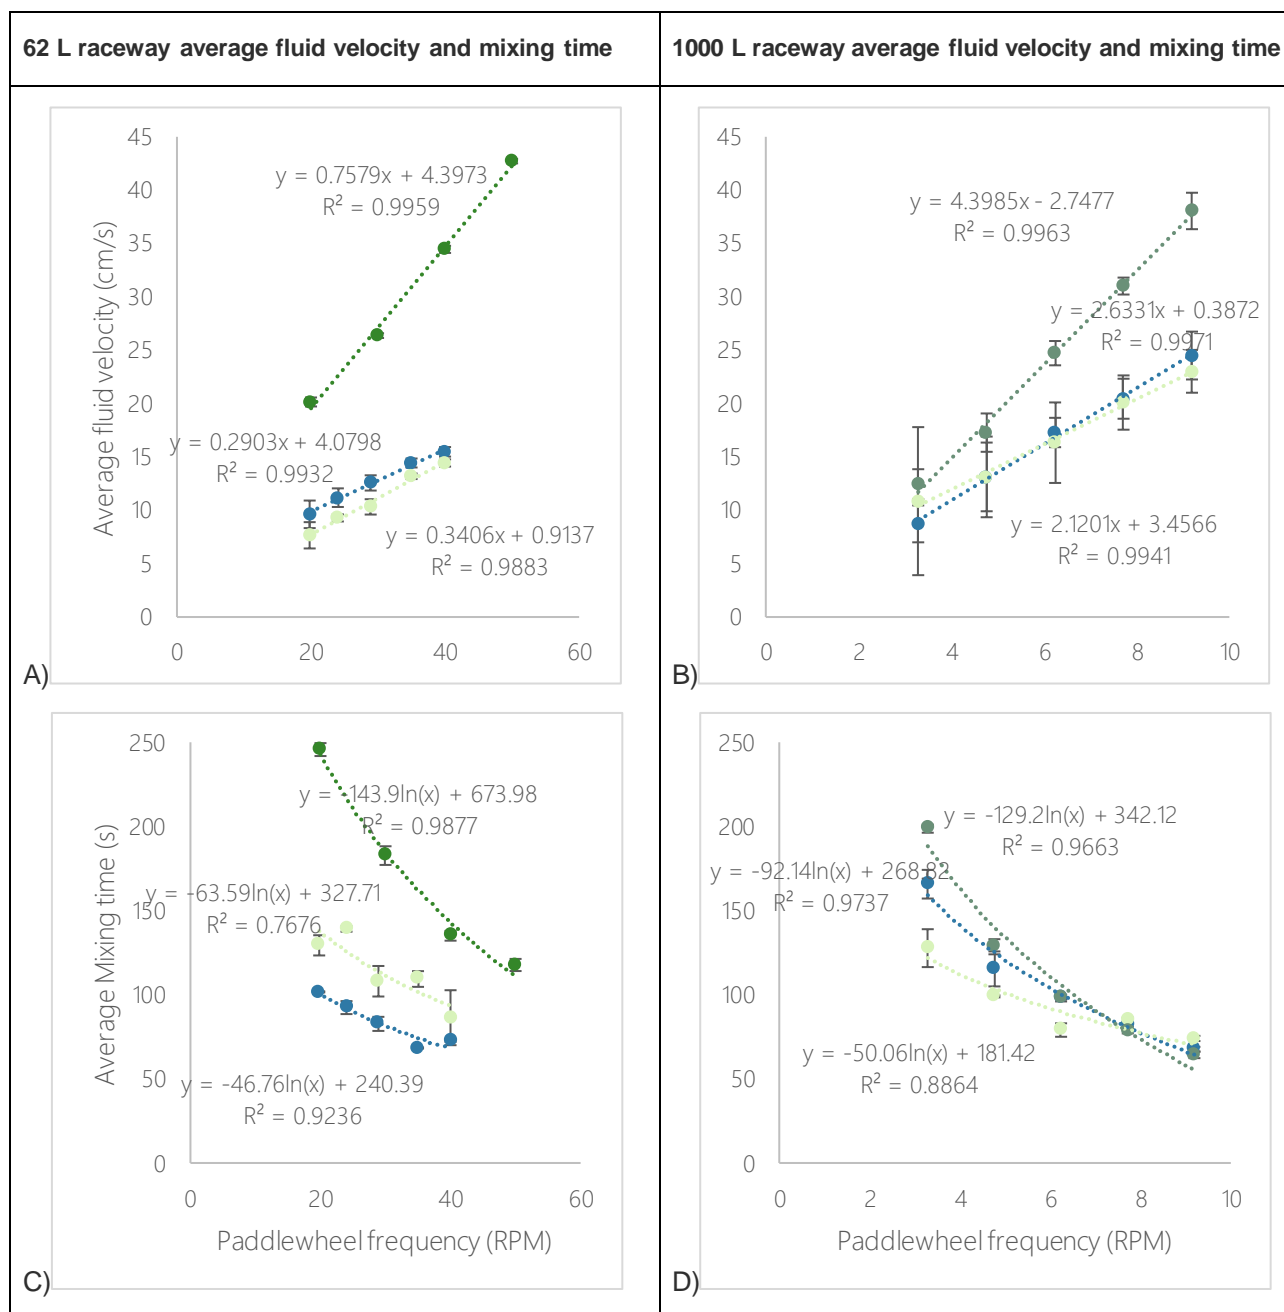 62 L raceway average fluid velocity and mixing time
1000 L raceway average fluid velocity and mixing time
45
40
35
30
25
20
15
10
5
0
0
20
40
60
Average fluid velocity (cm/s)
y = 0.7579x + 4.3973
R² = 0.9959
y = 0.2903x + 4.0798
R² = 0.9932
y = 0.3406x + 0.9137
R² = 0.9883
A)
45
40
35
30
25
20
15
10
5
0
0
2
4
6
8
10
y = 4.3985x - 2.7477
R² = 0.9963
y = 2.6331x + 0.3872
R² = 0.9971
y = 2.1201x + 3.4566
R² = 0.9941
B)
250
200
150
100
50
0
0
20
40
60
Average Mixing time (s)
Paddlewheel frequency (RPM)
y = -143.9ln(x) + 673.98
R² = 0.9877
y = -63.59ln(x) + 327.71
R² = 0.7676
y = -46.76ln(x) + 240.39
R² = 0.9236
C)
250
200
150
100
50
0
0
2
4
6
8
10
Paddlewheel frequency (RPM)
y = -129.2ln(x) + 342.12
R² = 0.9663
y = -92.14ln(x) + 268.82
R² = 0.9737
y = -50.06ln(x) + 181.42
R² = 0.8864
D)